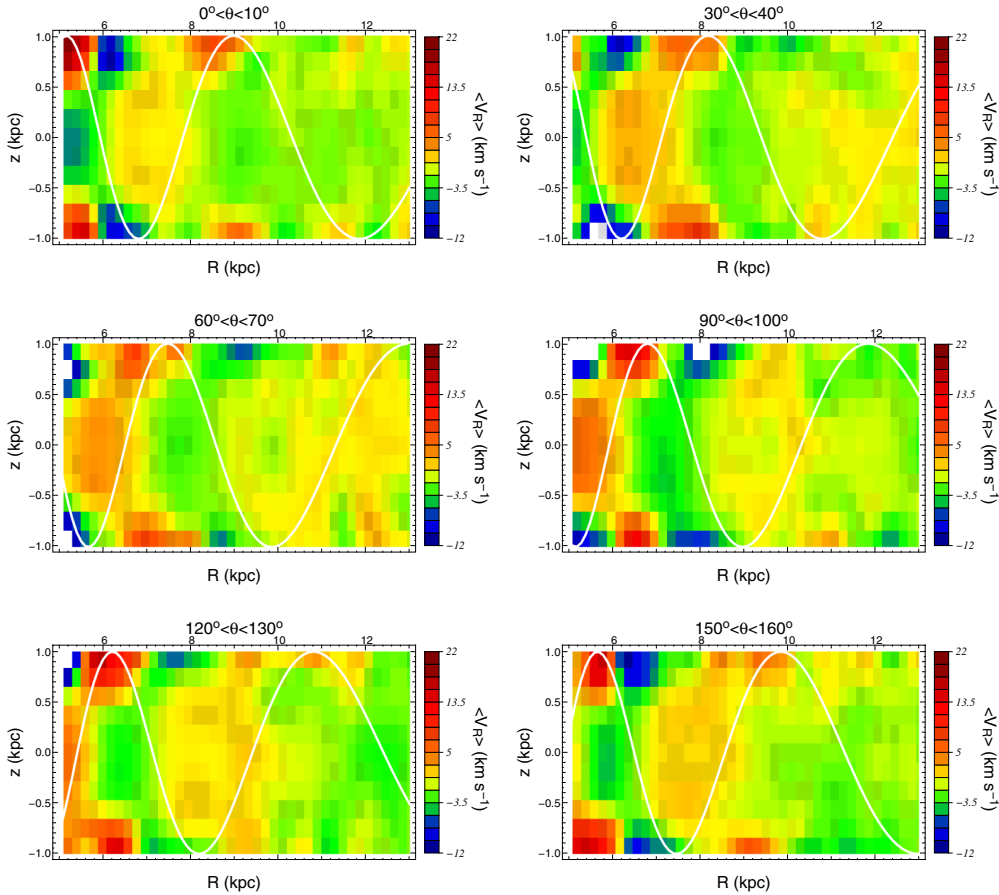 0°<θ<10°
6 8 10 12
1.0
0.5
0.0
−0.5
−1.0
z (kpc)
R (kpc)
22
13.5
5
−3.5
−12
<V_R> (km s⁻¹)
30°<θ<40°
6 8 10 12
1.0
0.5
0.0
−0.5
−1.0
z (kpc)
R (kpc)
22
13.5
5
−3.5
−12
<V_R> (km s⁻¹)
60°<θ<70°
6 8 10 12
1.0
0.5
0.0
−0.5
−1.0
z (kpc)
R (kpc)
22
13.5
5
−3.5
−12
<V_R> (km s⁻¹)
90°<θ<100°
6 8 10 12
1.0
0.5
0.0
−0.5
−1.0
z (kpc)
R (kpc)
22
13.5
5
−3.5
−12
<V_R> (km s⁻¹)
120°<θ<130°
6 8 10 12
1.0
0.5
0.0
−0.5
−1.0
z (kpc)
R (kpc)
22
13.5
5
−3.5
−12
<V_R> (km s⁻¹)
150°<θ<160°
6 8 10 12
1.0
0.5
0.0
−0.5
−1.0
z (kpc)
R (kpc)
22
13.5
5
−3.5
−12
<V_R> (km s⁻¹)